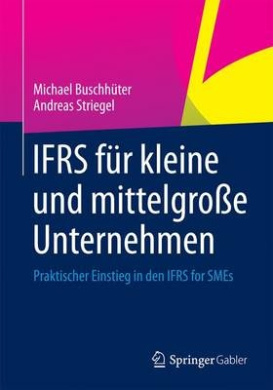 Michael Buschhüter
Andreas Striegel
IFRS für kleine
und mittelgroße
Unternehmen
Praktischer Einstieg in den IFRS for SMEs
Springer Gabler